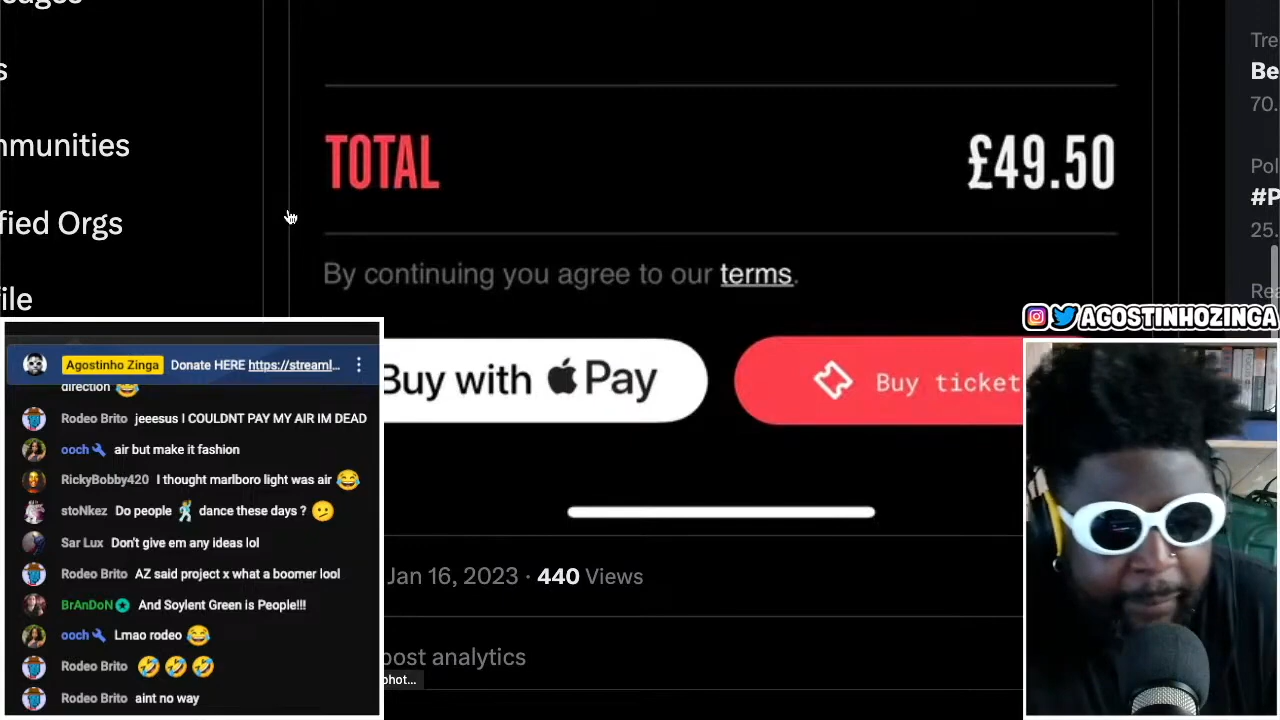 mmunities
fied Orgs
file
TOTAL
£49.50
By continuing you agree to our terms.
Buy with Pay
Buy ticket
Jan 16, 2023 · 440 Views
post analytics
phot...
Tre
Be
70.
Pol
#P
25.
Rea
AGOSTINHOZINGA
Agostinho Zinga Donate HERE https://streaml...
direction 😂
Rodeo Brito jeeesus I COULDNT PAY MY AIR IM DEAD
ooch air but make it fashion
RickyBobby420 I thought marlboro light was air 😂
stoNkez Do people 🕺 dance these days ? 🫤
Sar Lux Don't give em any ideas lol
Rodeo Brito AZ said project x what a boomer lool
BrAnDoN And Soylent Green is People!!!
ooch Lmao rodeo 😂
Rodeo Brito 🤣 🤣 🤣
Rodeo Brito aint no way